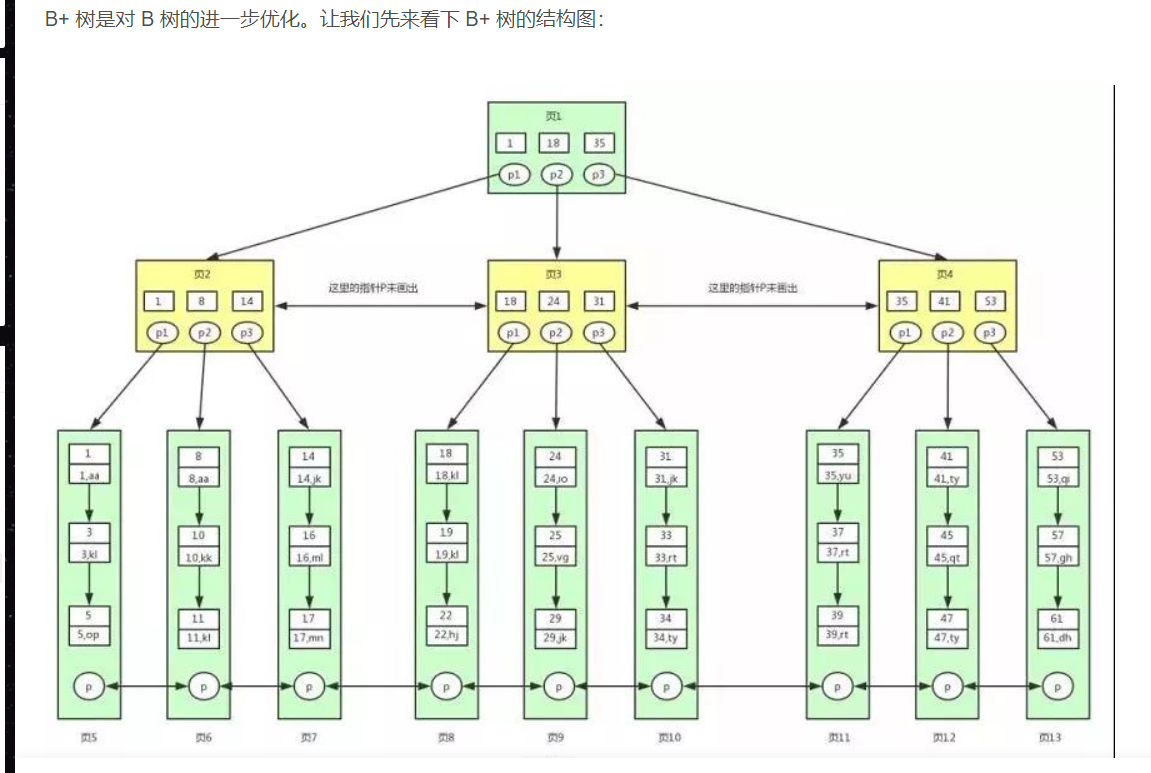 B+ 树是对 B 树的进一步优化。让我们先来看下 B+ 树的结构图：
页1
1 18 35
p1 p2 p3
页2 页3 页4
这里的指针P未画出 这里的指针P未画出
1 8 14 18 24 31 35 41 53
p1 p2 p3 p1 p2 p3 p1 p2 p3
1 8 14 18 24 31 35 41 53
1,aa 8,aa 14,jk 18,kl 24,io 31,jk 35,yu 41,ty 53,qi
3 10 16 19 25 33 37 45 57
3,kl 10,kk 16,ml 19,kl 25,vg 33,rt 37,rt 45,qt 57,gh
5 11 17 22 29 34 39 47 61
5,op 11,kl 17,mn 22,hj 29,jk 34,ty 39,rt 47,ty 61,dh
p p p p p p p p p
页5 页6 页7 页8 页9 页10 页11 页12 页13